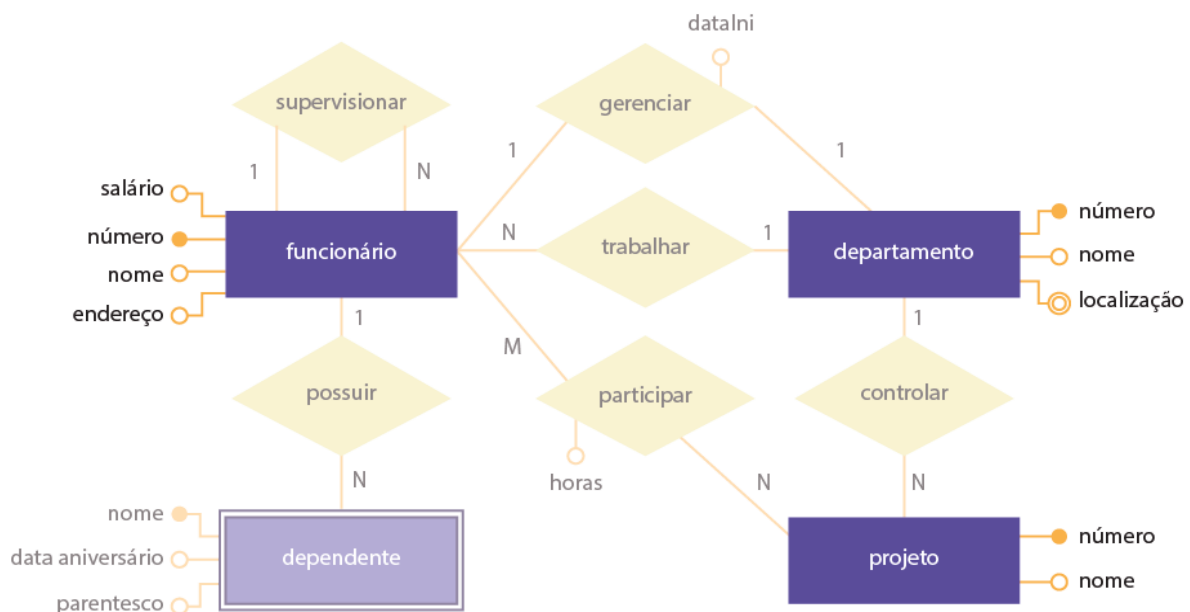 dataIni
supervisionar
gerenciar
1
N
1
1
salário
número
nome
endereço
funcionário
N
trabalhar
1
departamento
número
nome
localização
1
M
1
possuir
participar
controlar
N
horas
N
N
nome
data aniversário
parentesco
dependente
projeto
número
nome